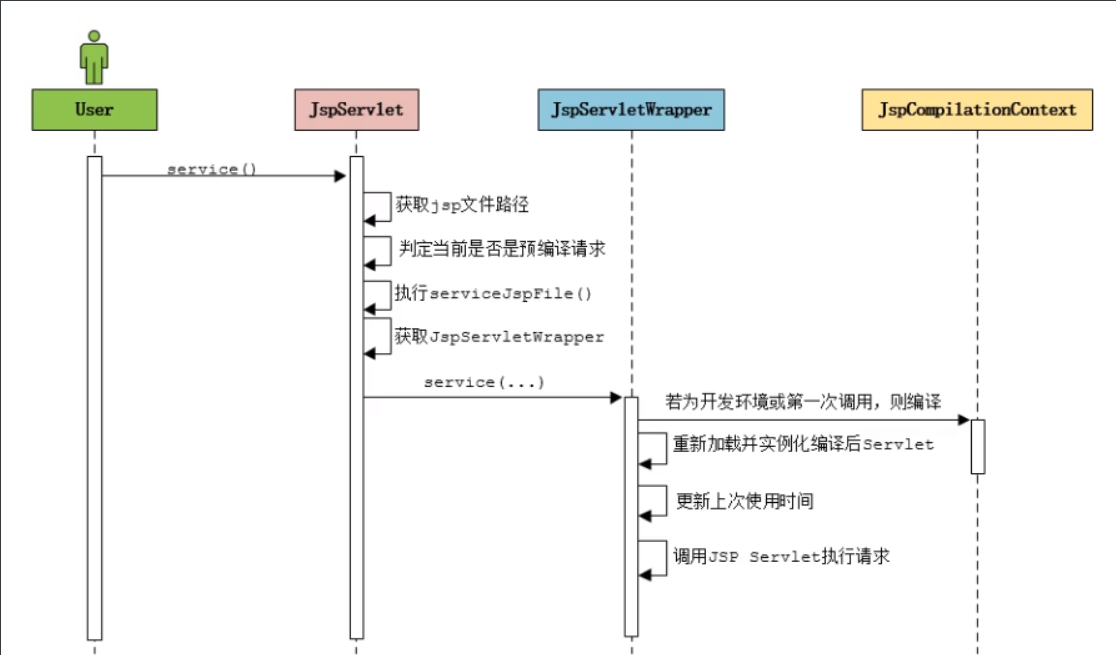 User
JspServlet
JspServletWrapper
JspCompilationContext
service()
获取jsp文件路径
判定当前是否是预编译请求
执行serviceJspFile()
获取JspServletWrapper
service(...)
若为开发环境或第一次调用，则编译
重新加载并实例化编译后Servlet
更新上次使用时间
调用JSP Servlet执行请求